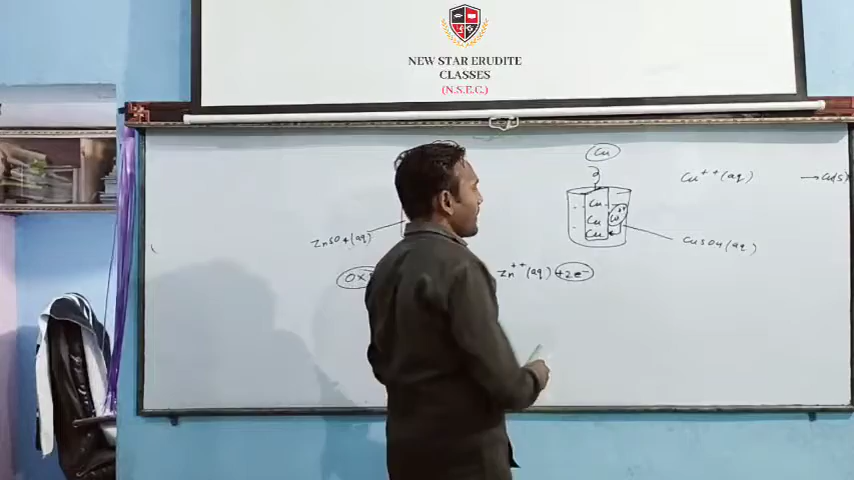 NEW STAR ERUDITE
CLASSES
(N.S.E.C.)
Cu
Cu++(aq) → Cu(s)
Cu
Cu
Cu
Cu++
ZnSO4(aq)
CuSO4(aq)
OX
Zn++(aq) +2e-